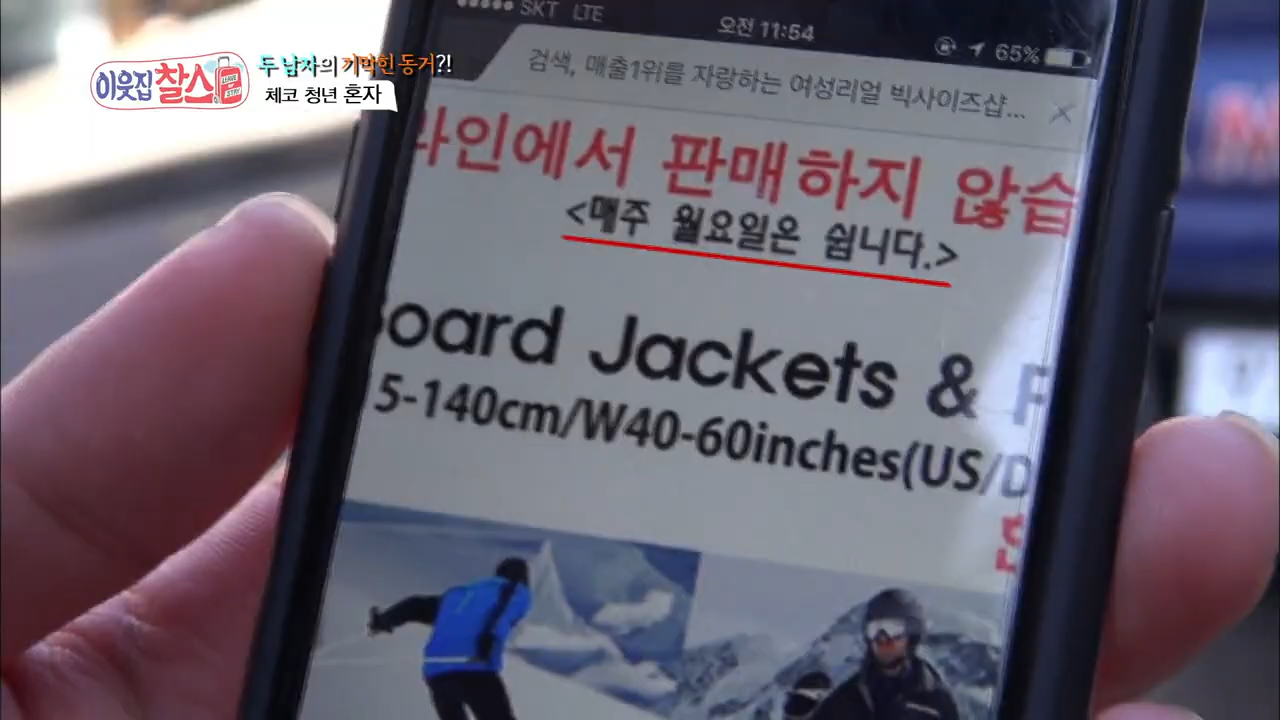 이웃집 찰스
LEAVE
STAY
두 남자의 기막힌 동거?!
체코 청년 혼자
SKT LTE
오전 11:54
65%
검색, 매출1위를 자랑하는 여성리얼 빅사이즈샵...
라인에서 판매하지 않습
<매주 월요일은 쉽니다.>
board Jackets & P
5-140cm/W40-60inches(US/D